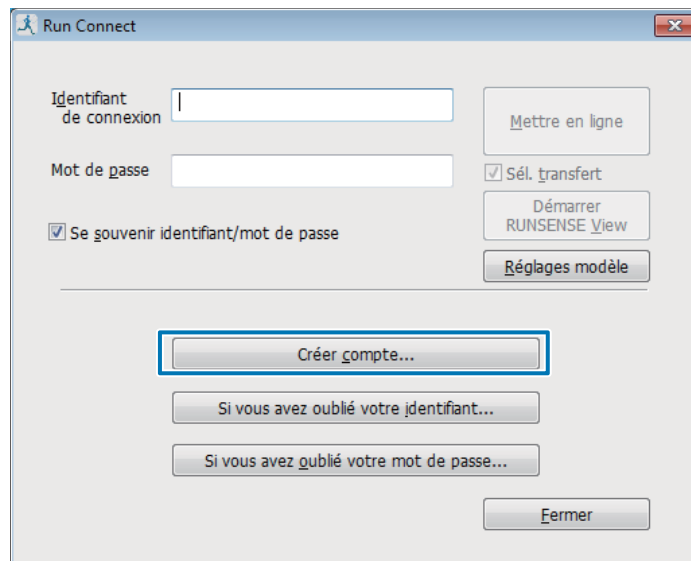 Run Connect
Identifiant
de connexion
Mettre en ligne
Mot de passe
Sél. transfert
Démarrer
RUNSENSE View
Se souvenir identifiant/mot de passe
Réglages modèle
Créer compte...
Si vous avez oublié votre identifiant...
Si vous avez oublié votre mot de passe...
Fermer